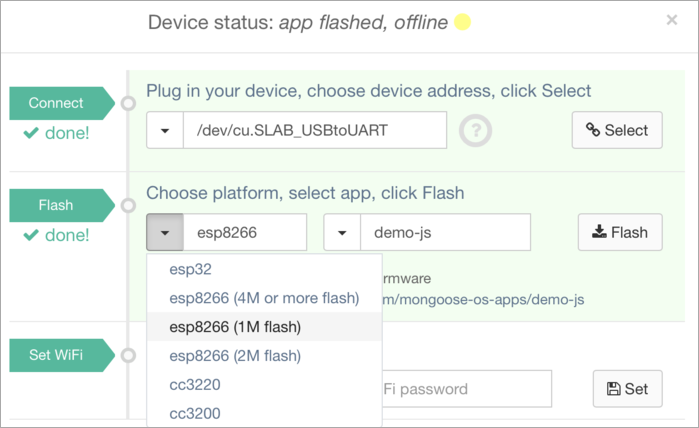 Device status: app flashed, offline
×
Connect
done!
Plug in your device, choose device address, click Select
/dev/cu.SLAB_USBtoUART
?
Select
Flash
done!
Choose platform, select app, click Flash
esp8266
demo-js
Flash
esp32
esp8266 (4M or more flash)
esp8266 (1M flash)
esp8266 (2M flash)
cc3220
cc3200
rmware
m/mongoose-os-apps/demo-js
Set WiFi
Fi password
Set